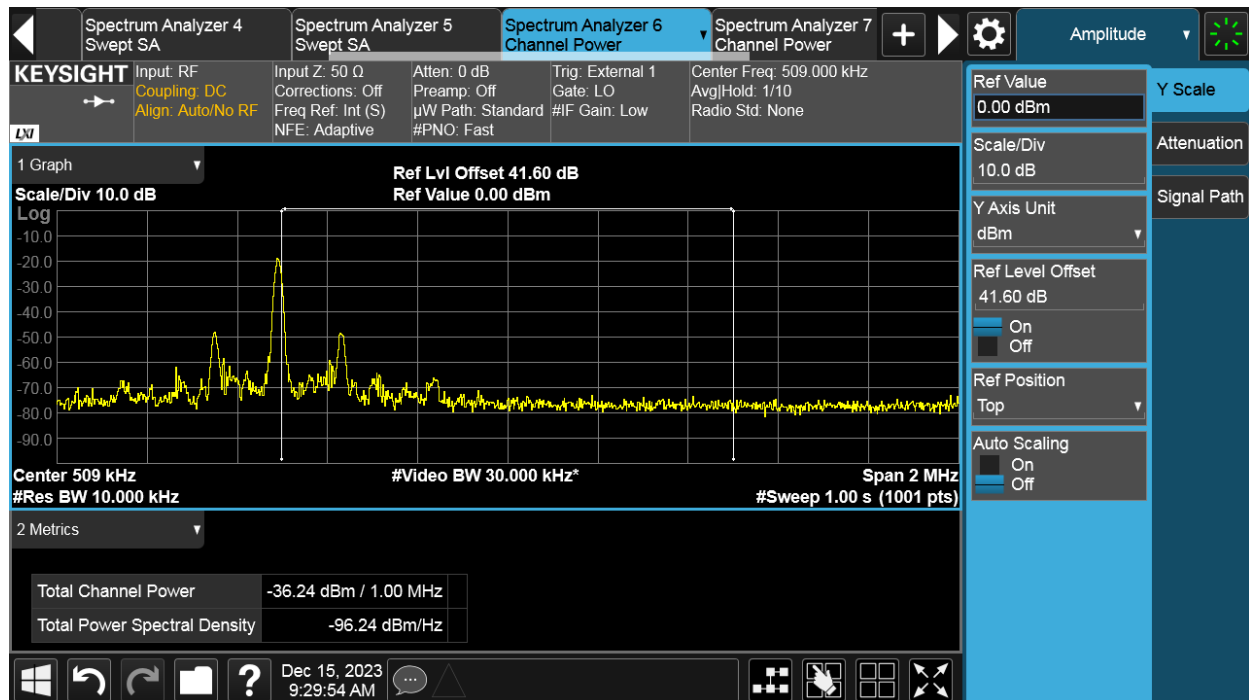 Spectrum Analyzer 4
Swept SA
Spectrum Analyzer 5
Swept SA
Spectrum Analyzer 6
Channel Power
Spectrum Analyzer 7
Channel Power
+
Amplitude
KEYSIGHT
LXI
Input: RF
Coupling: DC
Align: Auto/No RF
Input Z: 50 Ω
Corrections: Off
Freq Ref: Int (S)
NFE: Adaptive
Atten: 0 dB
Preamp: Off
µW Path: Standard
#PNO: Fast
Trig: External 1
Gate: LO
#IF Gain: Low
Center Freq: 509.000 kHz
Avg|Hold: 1/10
Radio Std: None
1 Graph
Scale/Div 10.0 dB
Ref Lvl Offset 41.60 dB
Ref Value 0.00 dBm
Log
-10.0
-20.0
-30.0
-40.0
-50.0
-60.0
-70.0
-80.0
-90.0
Center 509 kHz
#Video BW 30.000 kHz*
Span 2 MHz
#Res BW 10.000 kHz
#Sweep 1.00 s (1001 pts)
2 Metrics
Total Channel Power -36.24 dBm / 1.00 MHz
Total Power Spectral Density -96.24 dBm/Hz
Ref Value
0.00 dBm
Scale/Div
10.0 dB
Y Axis Unit
dBm
Ref Level Offset
41.60 dB
On
Off
Ref Position
Top
Auto Scaling
On
Off
Y Scale
Attenuation
Signal Path
?
Dec 15, 2023
9:29:54 AM